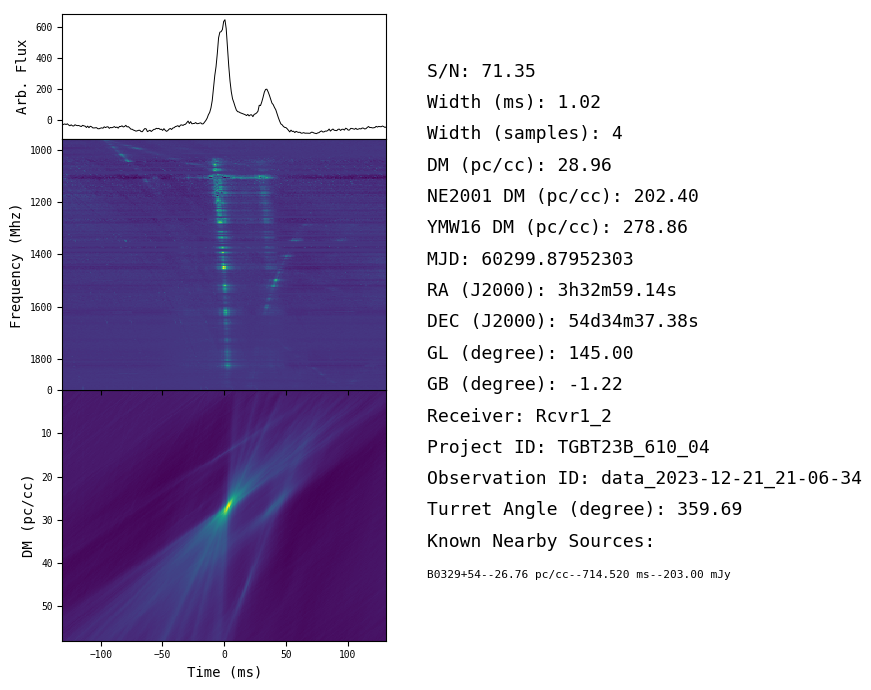 600
400
200
0
Arb. Flux
1000
1200
1400
1600
1800
Frequency (Mhz)
0
10
20
30
40
50
DM (pc/cc)
−100
−50
0
50
100
Time (ms)
S/N: 71.35
Width (ms): 1.02
Width (samples): 4
DM (pc/cc): 28.96
NE2001 DM (pc/cc): 202.40
YMW16 DM (pc/cc): 278.86
MJD: 60299.87952303
RA (J2000): 3h32m59.14s
DEC (J2000): 54d34m37.38s
GL (degree): 145.00
GB (degree): -1.22
Receiver: Rcvr1_2
Project ID: TGBT23B_610_04
Observation ID: data_2023-12-21_21-06-34
Turret Angle (degree): 359.69
Known Nearby Sources:
B0329+54--26.76 pc/cc--714.520 ms--203.00 mJy